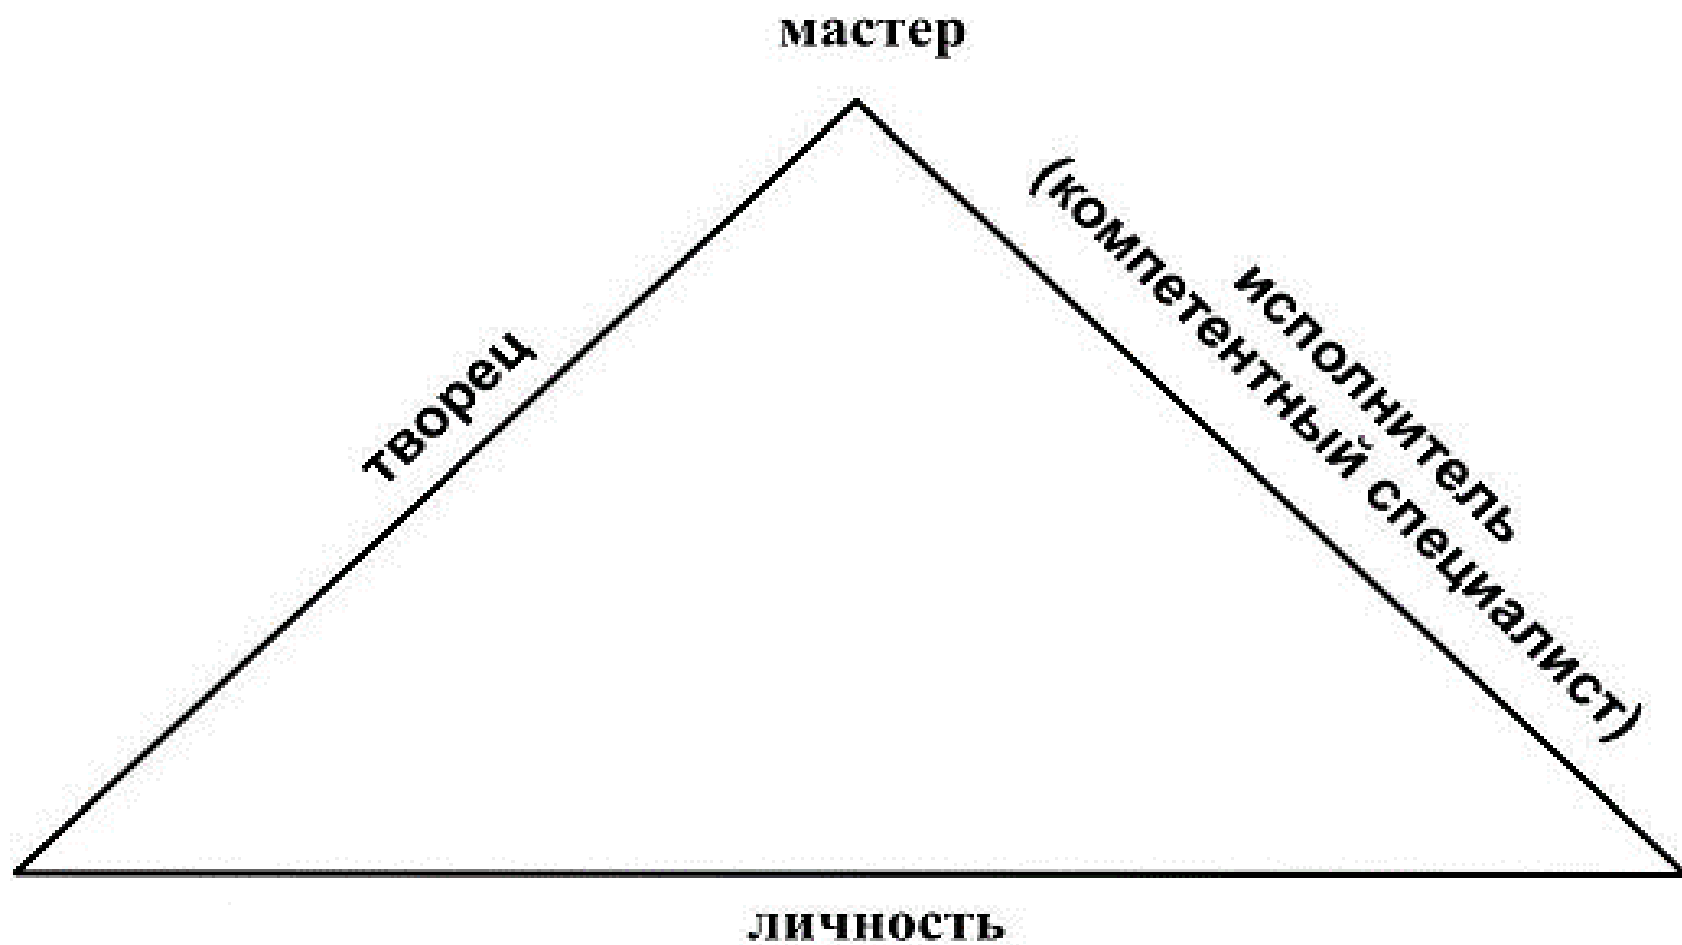 мастер
творец
исполнитель
(компетентный специалист)
личность